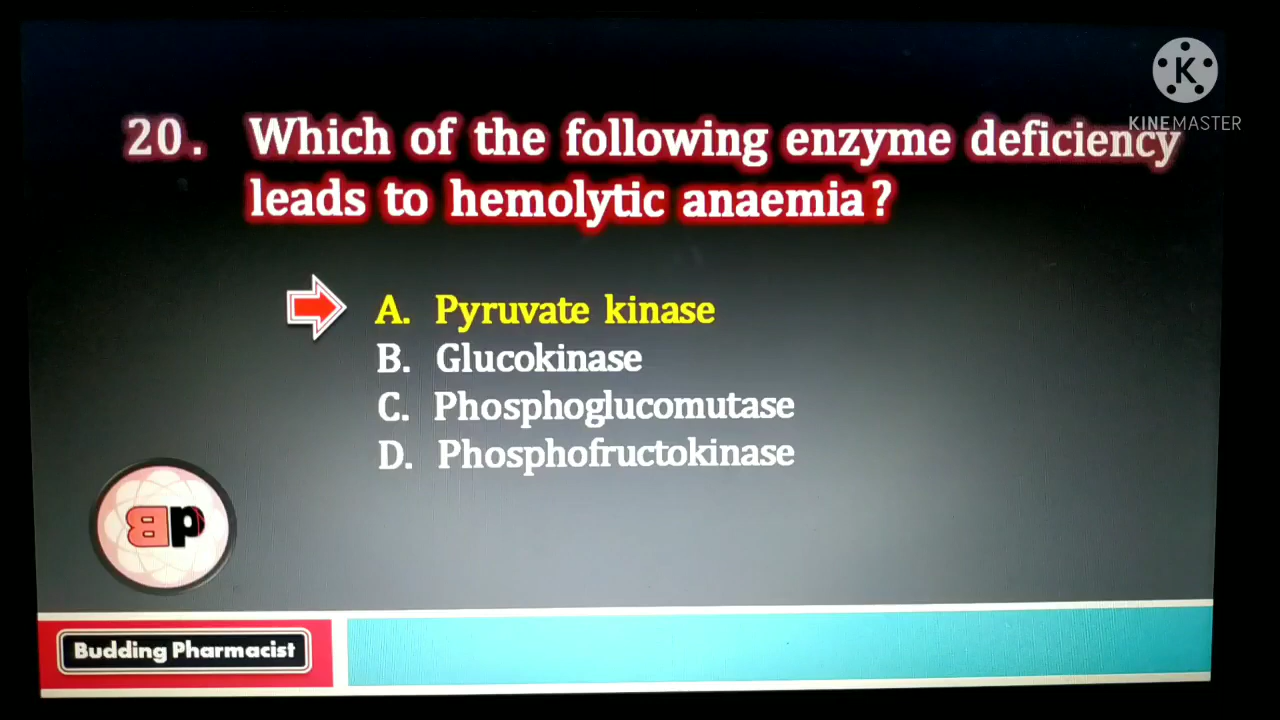 KINEMASTER
20. Which of the following enzyme deficiency
leads to hemolytic anaemia?
A. Pyruvate kinase
B. Glucokinase
C. Phosphoglucomutase
D. Phosphofructokinase
BP
Budding Pharmacist